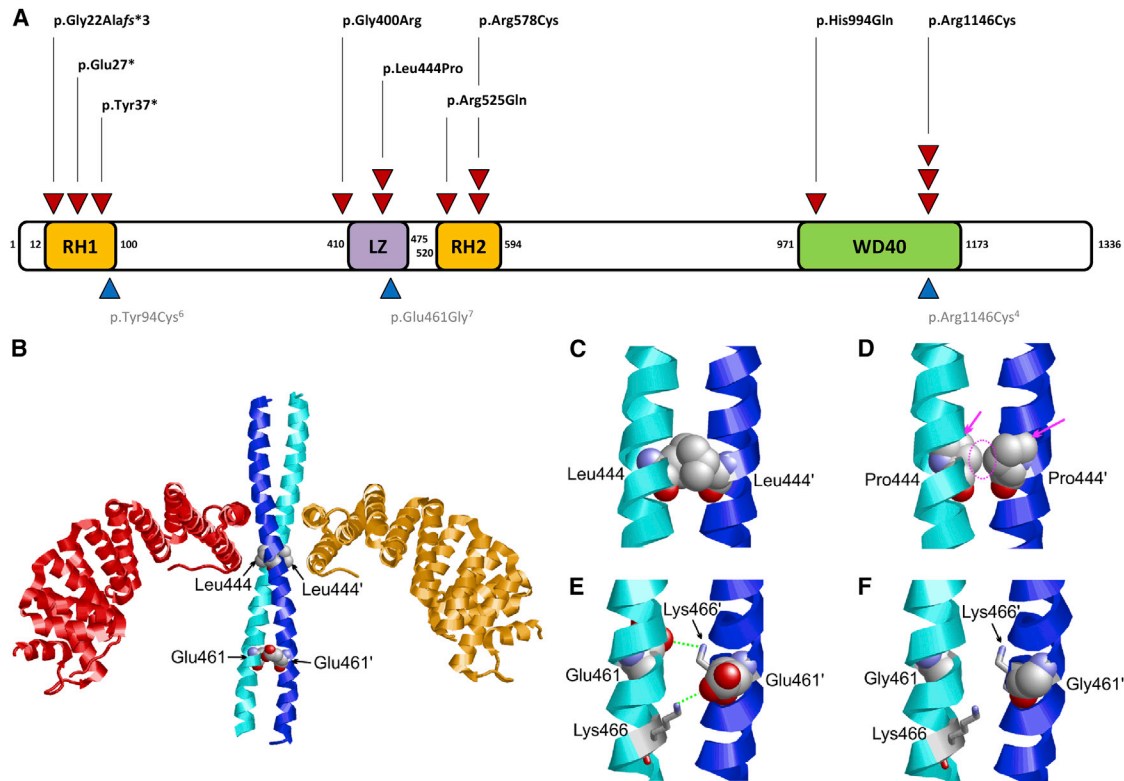 A
p.Gly22Alafs*3
p.Glu27*
p.Tyr37*
p.Gly400Arg
p.Leu444Pro
p.Arg578Cys
p.Arg525Gln
p.His994Gln
p.Arg1146Cys
1 12 RH1 100 410 LZ 475 520 RH2 594 971 WD40 1173 1336
p.Tyr94Cys⁶ p.Glu461Gly⁷ p.Arg1146Cys⁴
B
Leu444 Leu444'
Glu461 Glu461'
C
Leu444 Leu444'
D
Pro444 Pro444'
E
Lys466'
Glu461 Glu461'
Lys466
F
Lys466'
Gly461 Gly461'
Lys466